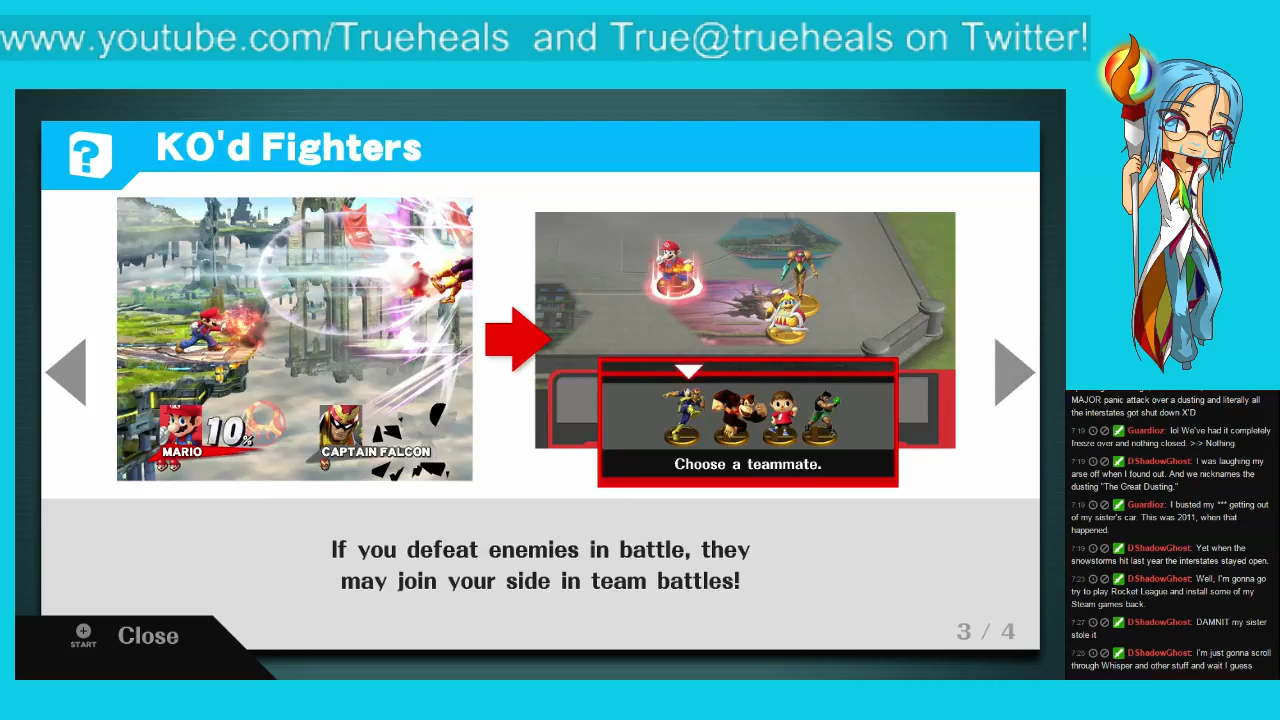 www.youtube.com/Trueheals and True@trueheals on Twitter!
KO'd Fighters
10%
MARIO
CAPTAIN FALCON
Choose a teammate.
If you defeat enemies in battle, they
may join your side in team battles!
START Close
3 / 4
MAJOR panic attack over a dusting and literally all
the interstates got shut down X'D
7:19 Guardioz: lol We've had it completely
freeze over and nothing closed. >-> Nothing.
7:19 DShadowGhost: I was laughing my
arse off when I found out. And we nicknames the
dusting "The Great Dusting."
7:19 Guardioz: I busted my *** getting out
of my sister's car. This was 2011, when that
happened.
7:19 DShadowGhost: Yet when the
snowstorms hit last year the interstates stayed open.
7:23 DShadowGhost: Well, I'm gonna go
try to play Rocket League and install some of my
Steam games back.
7:27 DShadowGhost: DAMNIT my sister
stole it
DShadowGhost: I'm just gonna scroll
through Whisper and other stuff and wait I guess